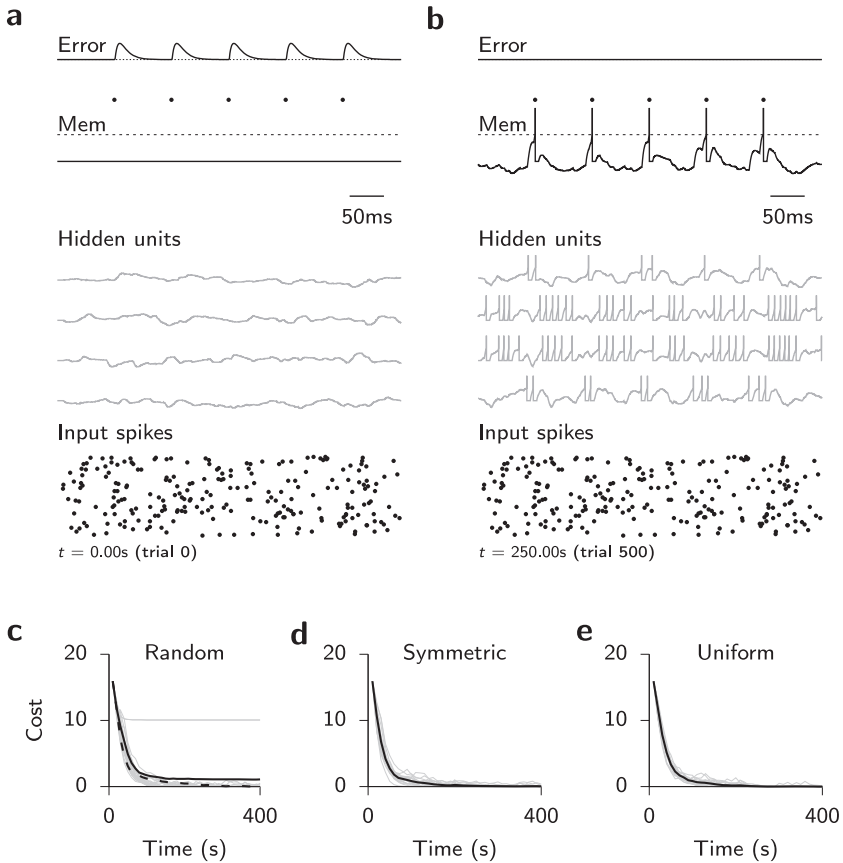 a
Error
Mem
50ms
Hidden units
Input spikes
t = 0.00s (trial 0)
b
Error
Mem
50ms
Hidden units
Input spikes
t = 250.00s (trial 500)
c
Random
20
10
0
Cost
0
400
Time (s)
d
Symmetric
20
10
0
0
400
Time (s)
e
Uniform
20
10
0
0
400
Time (s)